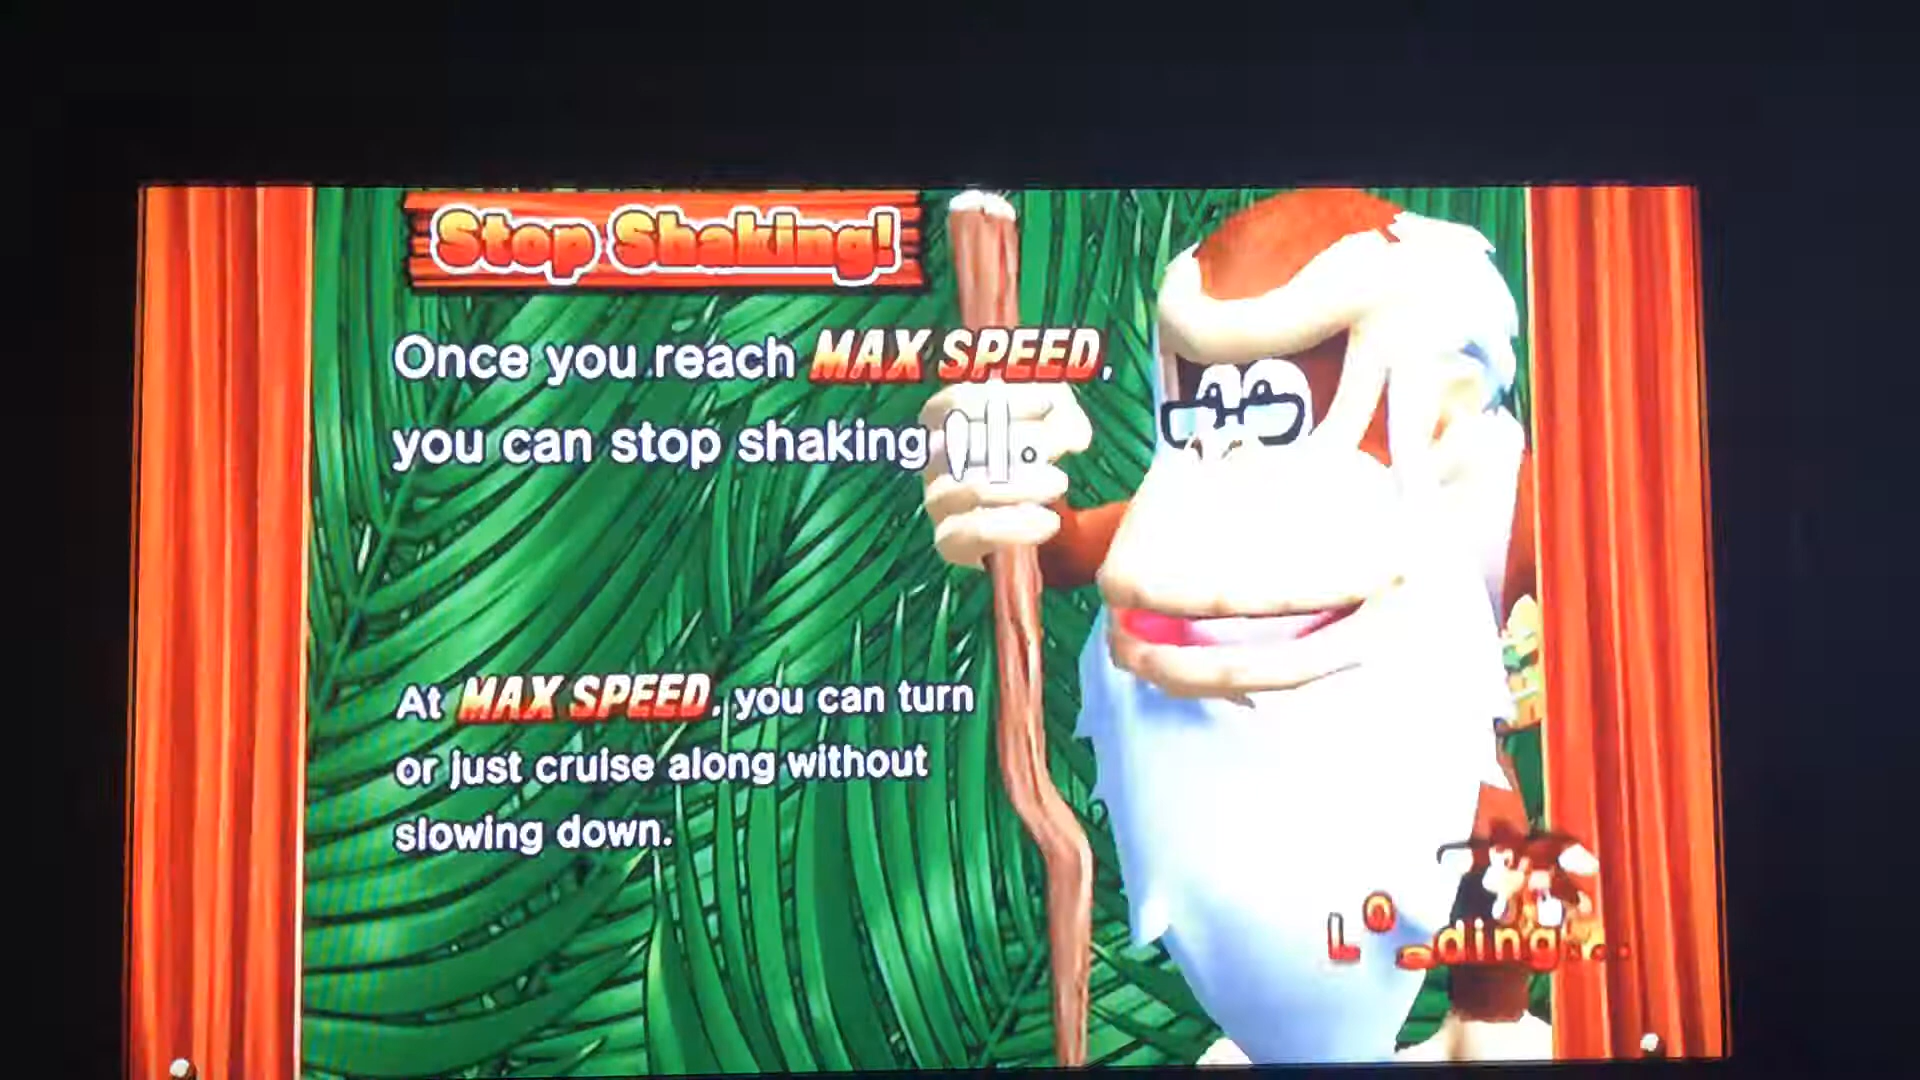 Stop Shaking!
Once you reach MAX SPEED,
you can stop shaking
At MAX SPEED, you can turn
or just cruise along without
slowing down.
Loading...